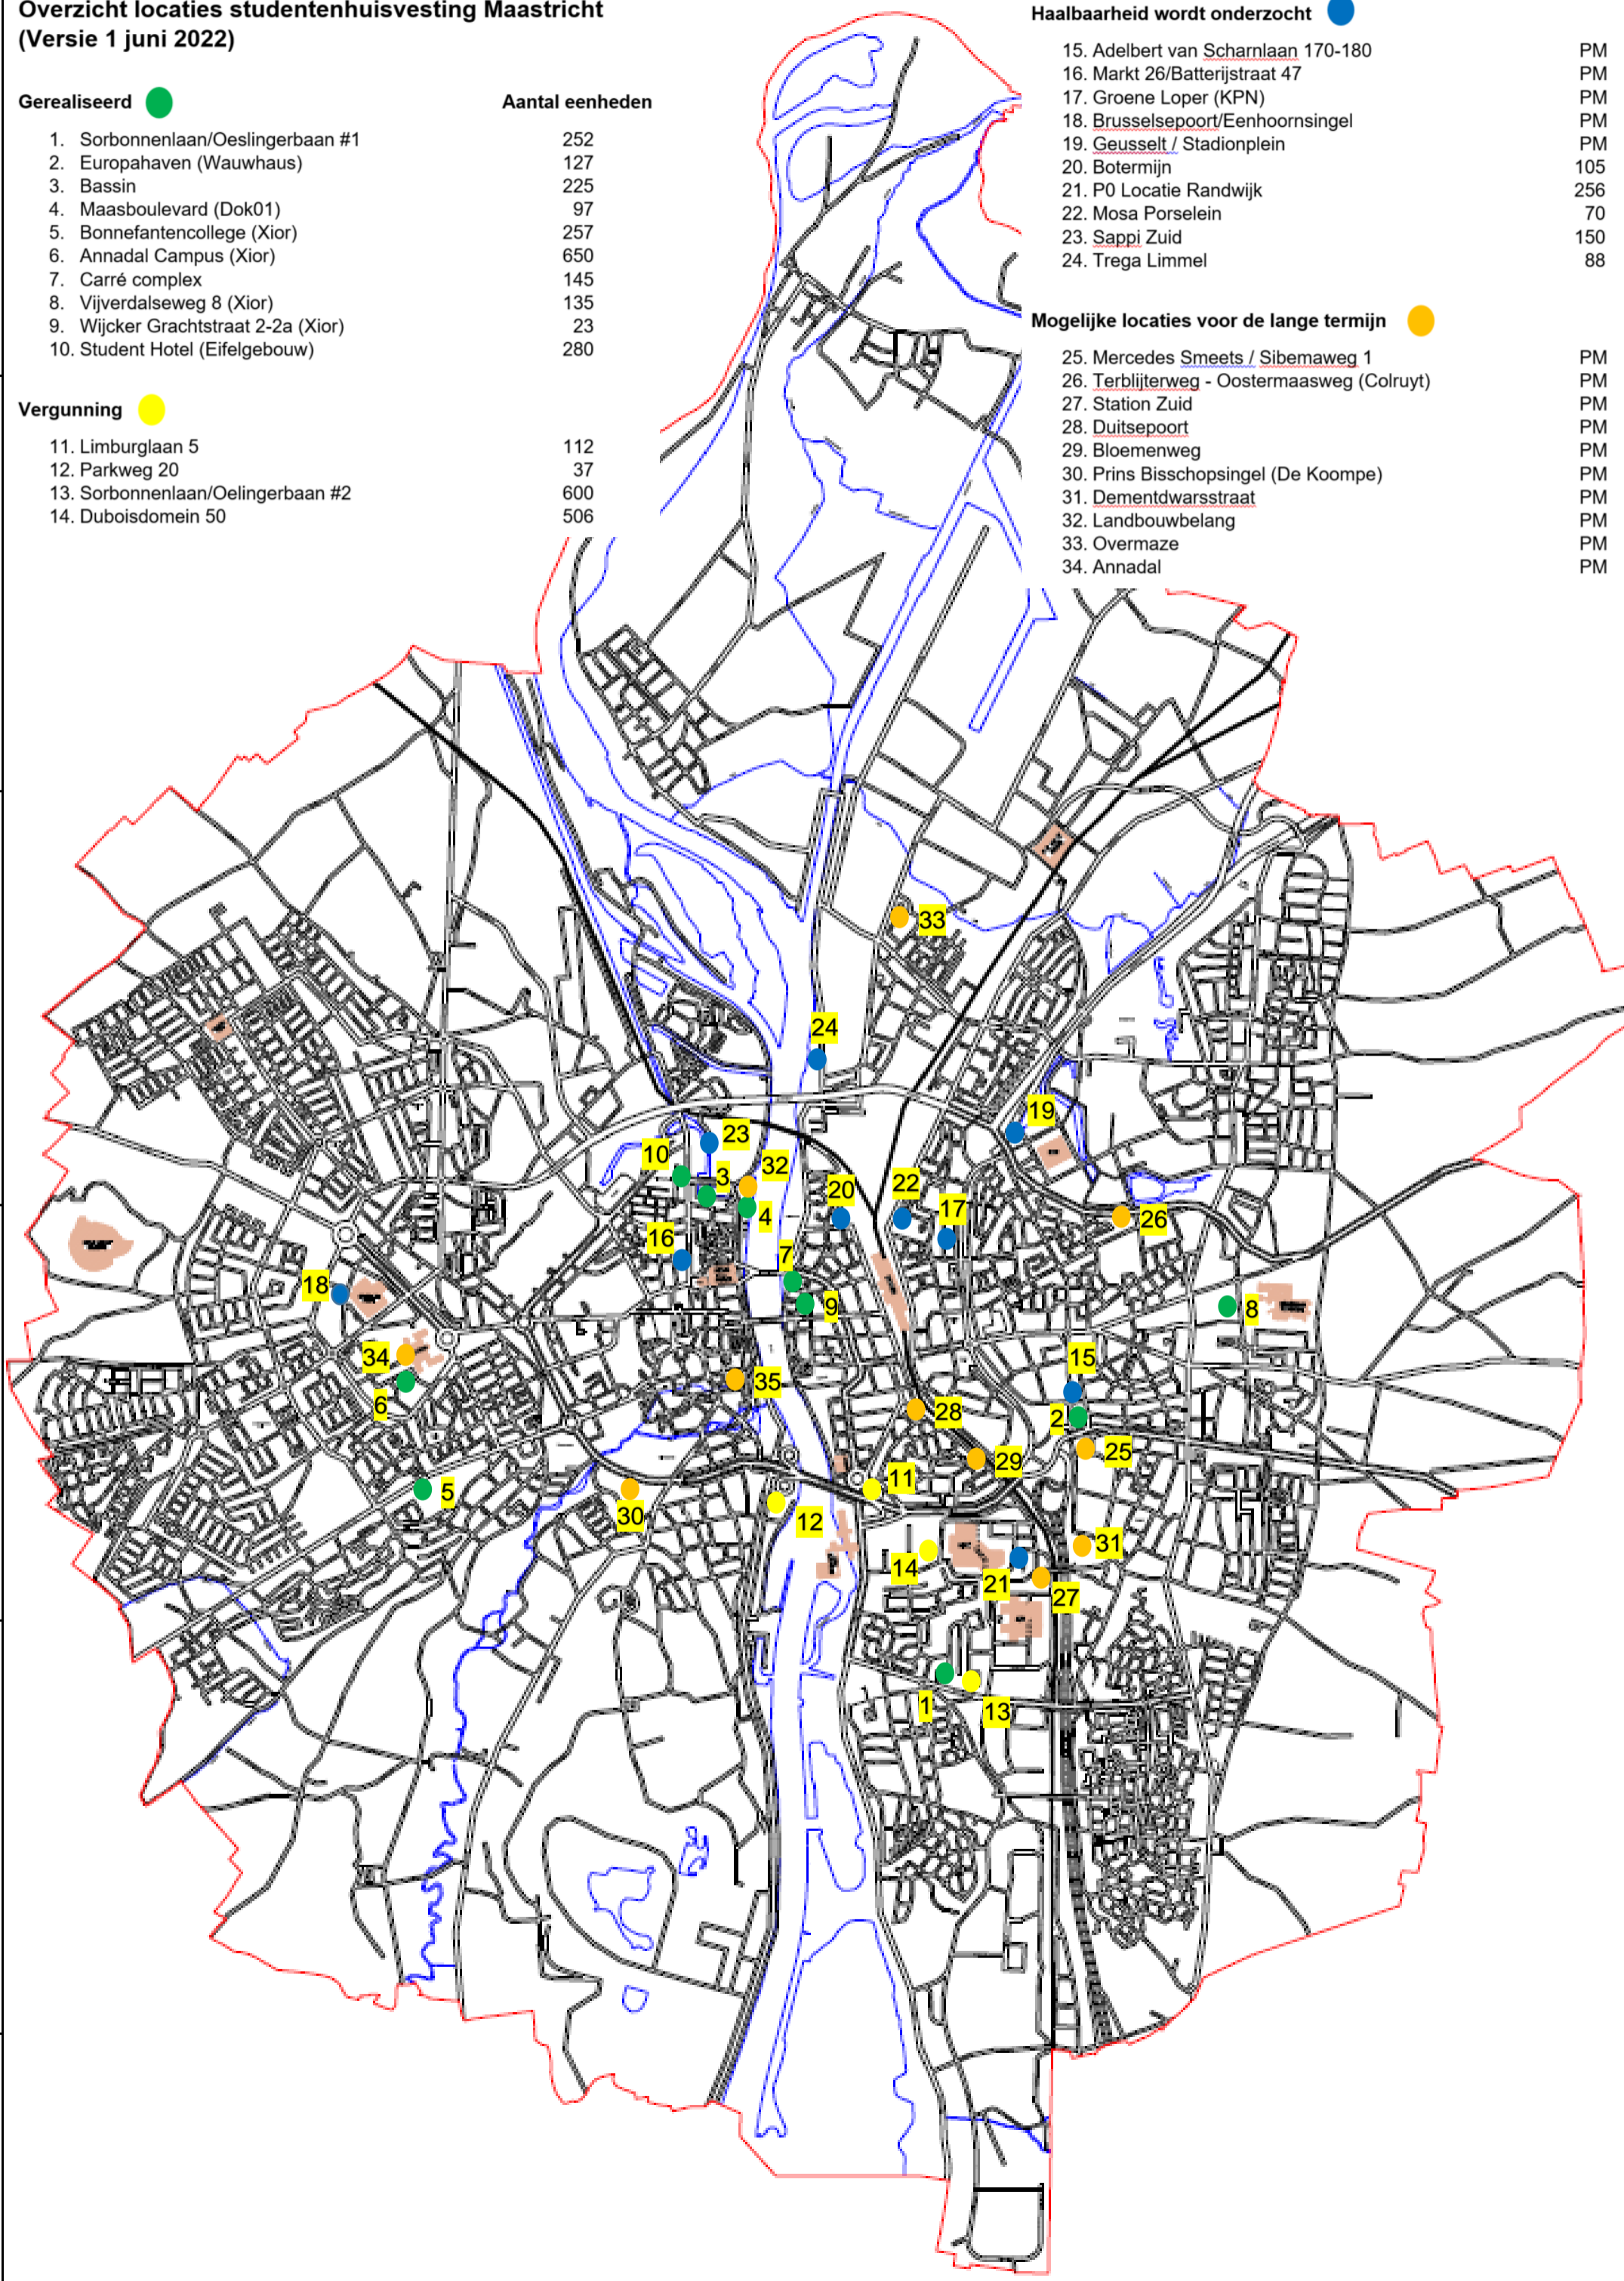 Overzicht locaties studentenhuisvesting Maastricht
(Versie 1 juni 2022)
Gerealiseerd
Aantal eenheden
1. Sorbonnenlaan/Oeslingerbaan #1 252
2. Europahaven (Wauwhaus) 127
3. Bassin 225
4. Maasboulevard (Dok01) 97
5. Bonnefantencollege (Xior) 257
6. Annadal Campus (Xior) 650
7. Carré complex 145
8. Vijverdalseweg 8 (Xior) 135
9. Wijcker Grachtstraat 2-2a (Xior) 23
10. Student Hotel (Eifelgebouw) 280
Vergunning
11. Limburglaan 5 112
12. Parkweg 20 37
13. Sorbonnenlaan/Oelingerbaan #2 600
14. Duboisdomein 50 506
Haalbaarheid wordt onderzocht
15. Adelbert van Scharnlaan 170-180 PM
16. Markt 26/Batterijstraat 47 PM
17. Groene Loper (KPN) PM
18. Brusselsepoort/Eenhoornsingel PM
19. Geusselt / Stadionplein PM
20. Botermijn 105
21. P0 Locatie Randwijk 256
22. Mosa Porselein 70
23. Sappi Zuid 150
24. Trega Limmel 88
Mogelijke locaties voor de lange termijn
25. Mercedes Smeets / Sibemaweg 1 PM
26. Terblijterweg - Oostermaasweg (Colruyt) PM
27. Station Zuid PM
28. Duitsepoort PM
29. Bloemenweg PM
30. Prins Bisschopsingel (De Koompe) PM
31. Dementdwarsstraat PM
32. Landbouwbelang PM
33. Overmaze PM
34. Annadal PM
33
24
19
23
10
32
3
20
22
17
4
26
16
7
18
9
8
34
15
35
6
28
2
25
29
11
5
30
12
31
14
21
27
1
13